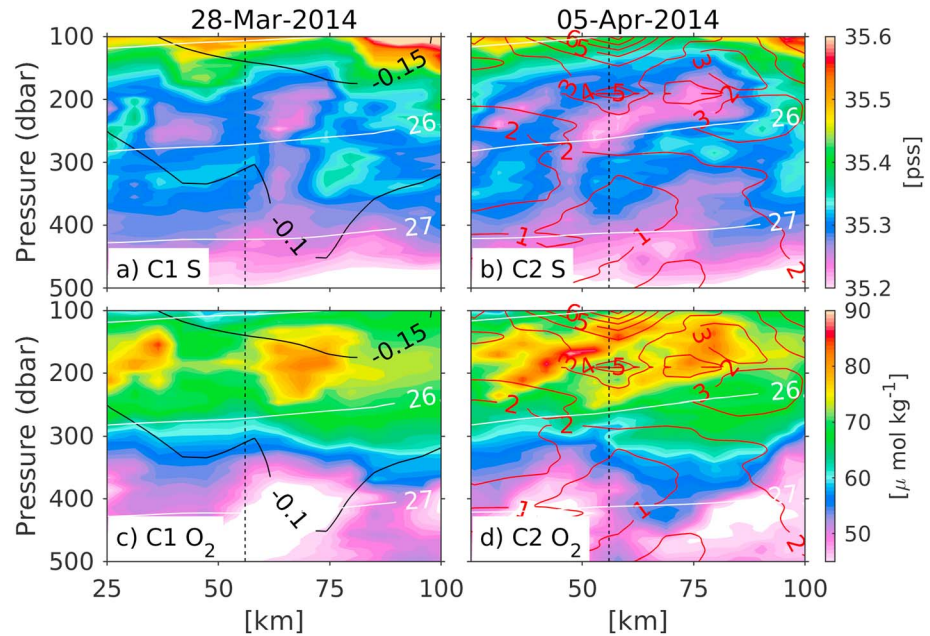 28-Mar-2014 05-Apr-2014
100 -0.15 6 5 3 35.6
200 3 4 5 2 35.5
Pressure (dbar) 26 2 3 26
300 2 35.4 [pss]
400 -0.1 27 1 1 27 35.3
500 a) C1 S b) C2 S 2 35.2
100 -0.15 6 5 3 90
200 3 4 5 2 80
Pressure (dbar) 26 2 3 26 70
300 2 [μ mol kg-1]
400 -0.1 27 1 1 27 60
c) C1 O2 d) C2 O2 2 50
500
25 50 75 100 50 75 100
[km] [km]